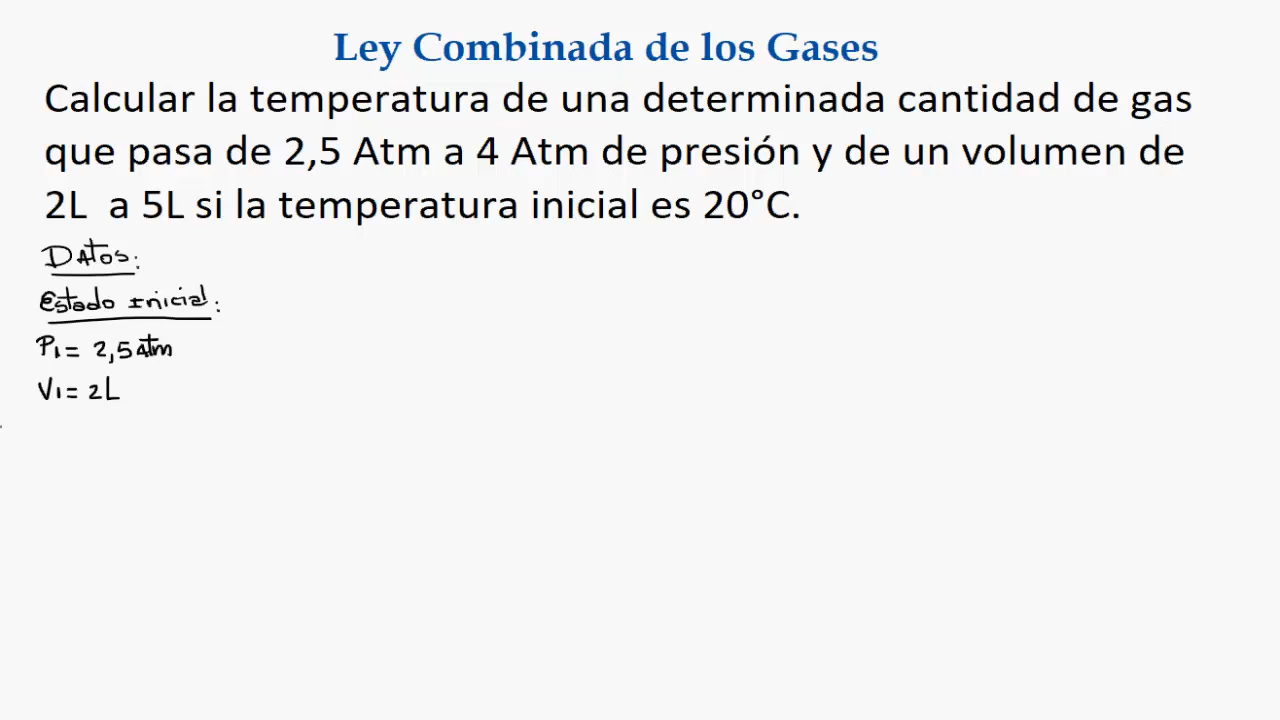 Ley Combinada de los Gases
Calcular la temperatura de una determinada cantidad de gas
que pasa de 2,5 Atm a 4 Atm de presión y de un volumen de
2L a 5L si la temperatura inicial es 20°C.
DAtos:
Estado Inicial:
P1 = 2,5 Atm
V1 = 2L